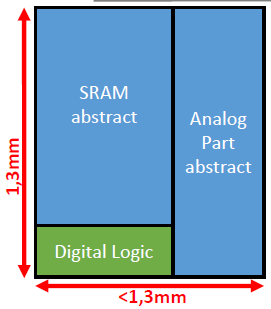 SRAM
abstract
Analog
Part
abstract
Digital Logic
1,3mm
<1,3mm